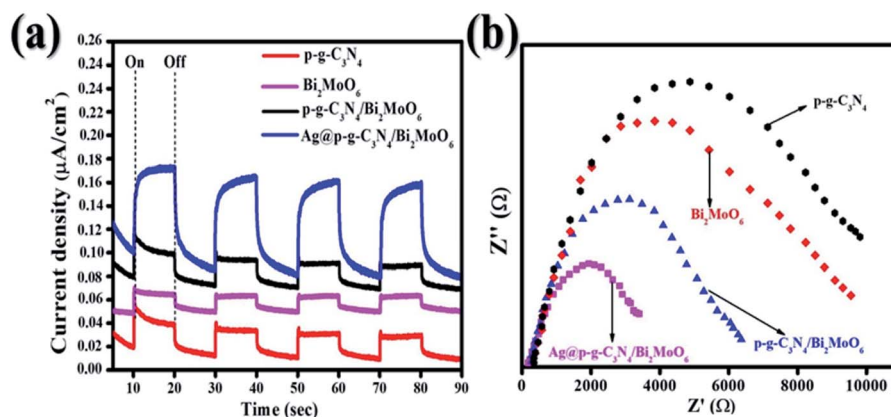 (a)
Current density (μA/cm²)
0.26
0.24
0.22
0.20
0.18
0.16
0.14
0.12
0.10
0.08
0.06
0.04
0.02
0.00
On Off
p-g-C₃N₄
Bi₂MoO₆
p-g-C₃N₄/Bi₂MoO₆
Ag@p-g-C₃N₄/Bi₂MoO₆
10 20 30 40 50 60 70 80 90
Time (sec)
(b)
Z'' (Ω)
p-g-C₃N₄
Bi₂MoO₆
p-g-C₃N₄/Bi₂MoO₆
Ag@p-g-C₃N₄/Bi₂MoO₆
0 2000 4000 6000 8000 10000
Z' (Ω)